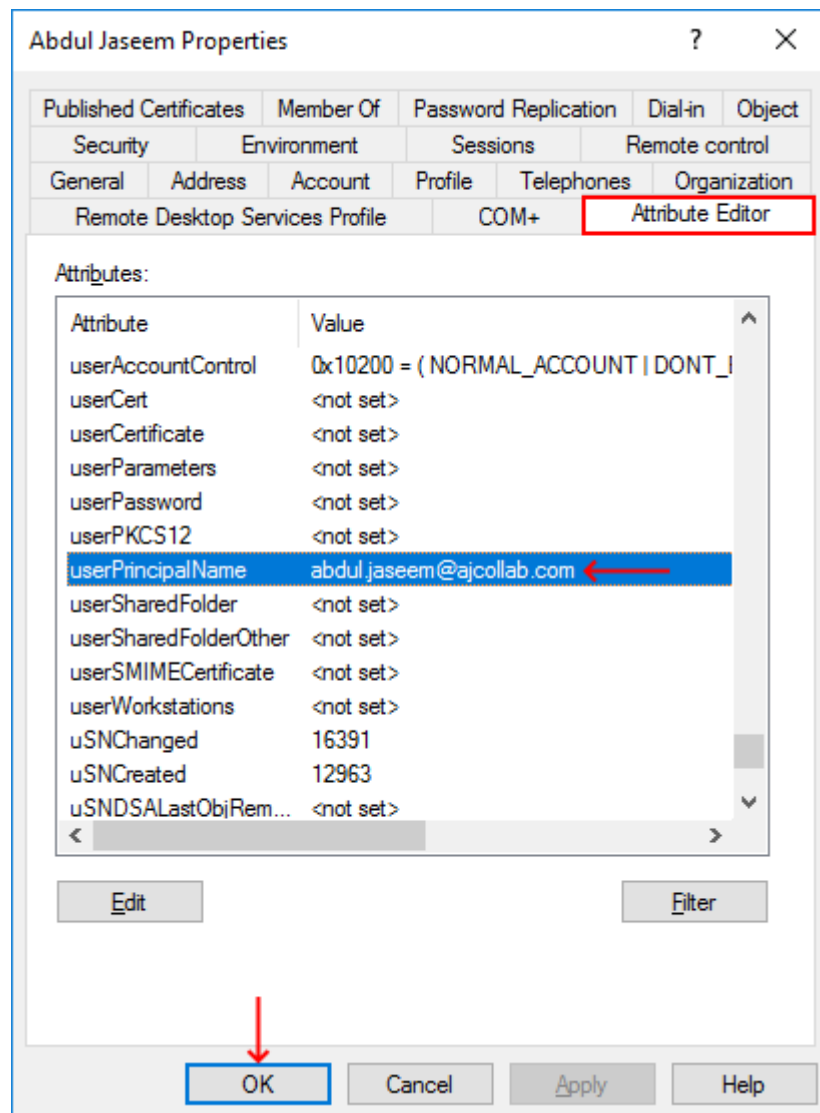 Abdul Jaseem Properties ? ×
Published Certificates Member Of Password Replication Dial-in Object
Security Environment Sessions Remote control
General Address Account Profile Telephones Organization
Remote Desktop Services Profile COM+ Attribute Editor
Attributes:
Attribute Value
userAccountControl 0x10200 = ( NORMAL_ACCOUNT | DONT_
userCert <not set>
userCertificate <not set>
userParameters <not set>
userPassword <not set>
userPKCS12 <not set>
userPrincipalName abdul.jaseem@ajcollab.com
userSharedFolder <not set>
userSharedFolderOther <not set>
userSMIMECertificate <not set>
userWorkstations <not set>
uSNChanged 16391
uSNCreated 12963
uSNDSALastObjRem... <not set>
Edit Filter
OK Cancel Apply Help